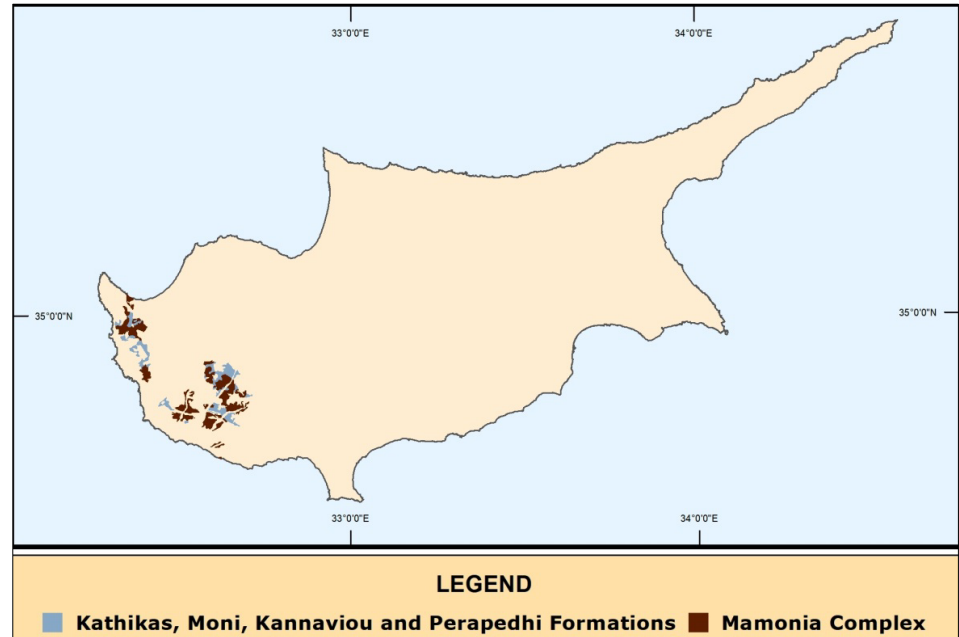 33°0'0"E 34°0'0"E
35°0'0"N 35°0'0"N
33°0'0"E 34°0'0"E
LEGEND
Kathikas, Moni, Kannaviou and Perapedhi Formations Mamonia Complex